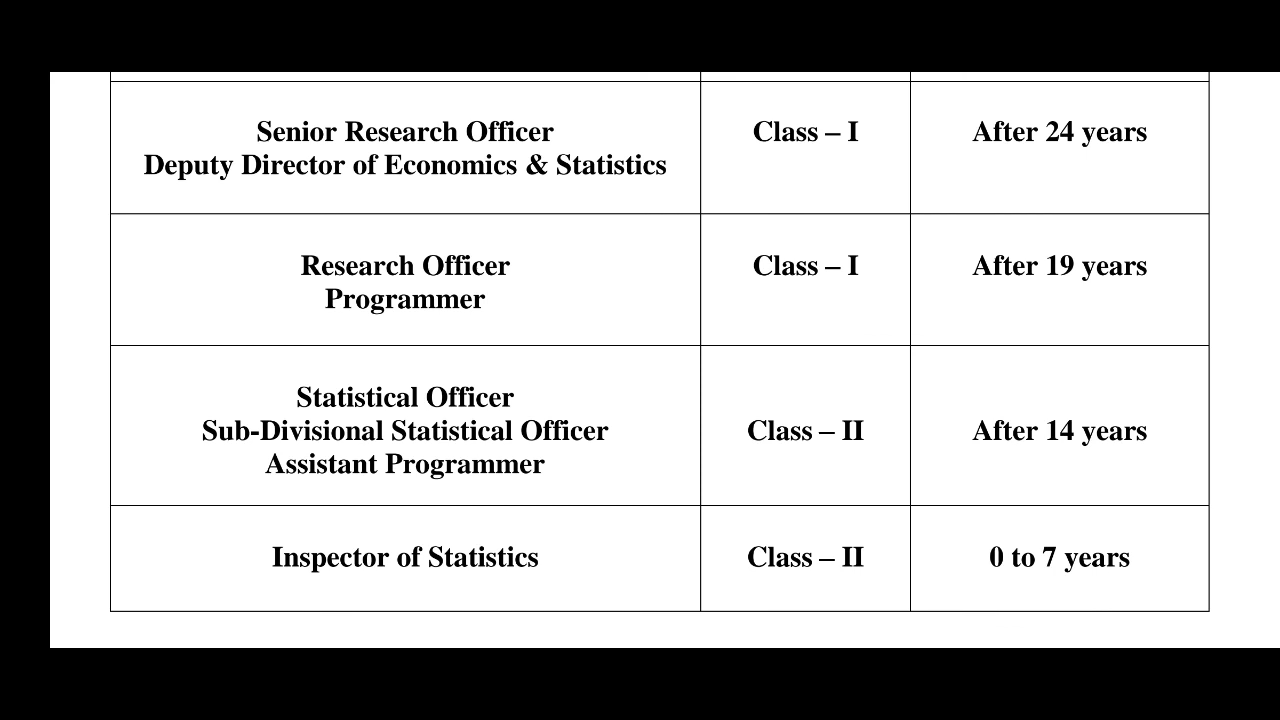 Senior Research Officer
Deputy Director of Economics & Statistics
Class – I
After 24 years
Research Officer
Programmer
Class – I
After 19 years
Statistical Officer
Sub-Divisional Statistical Officer
Assistant Programmer
Class – II
After 14 years
Inspector of Statistics
Class – II
0 to 7 years